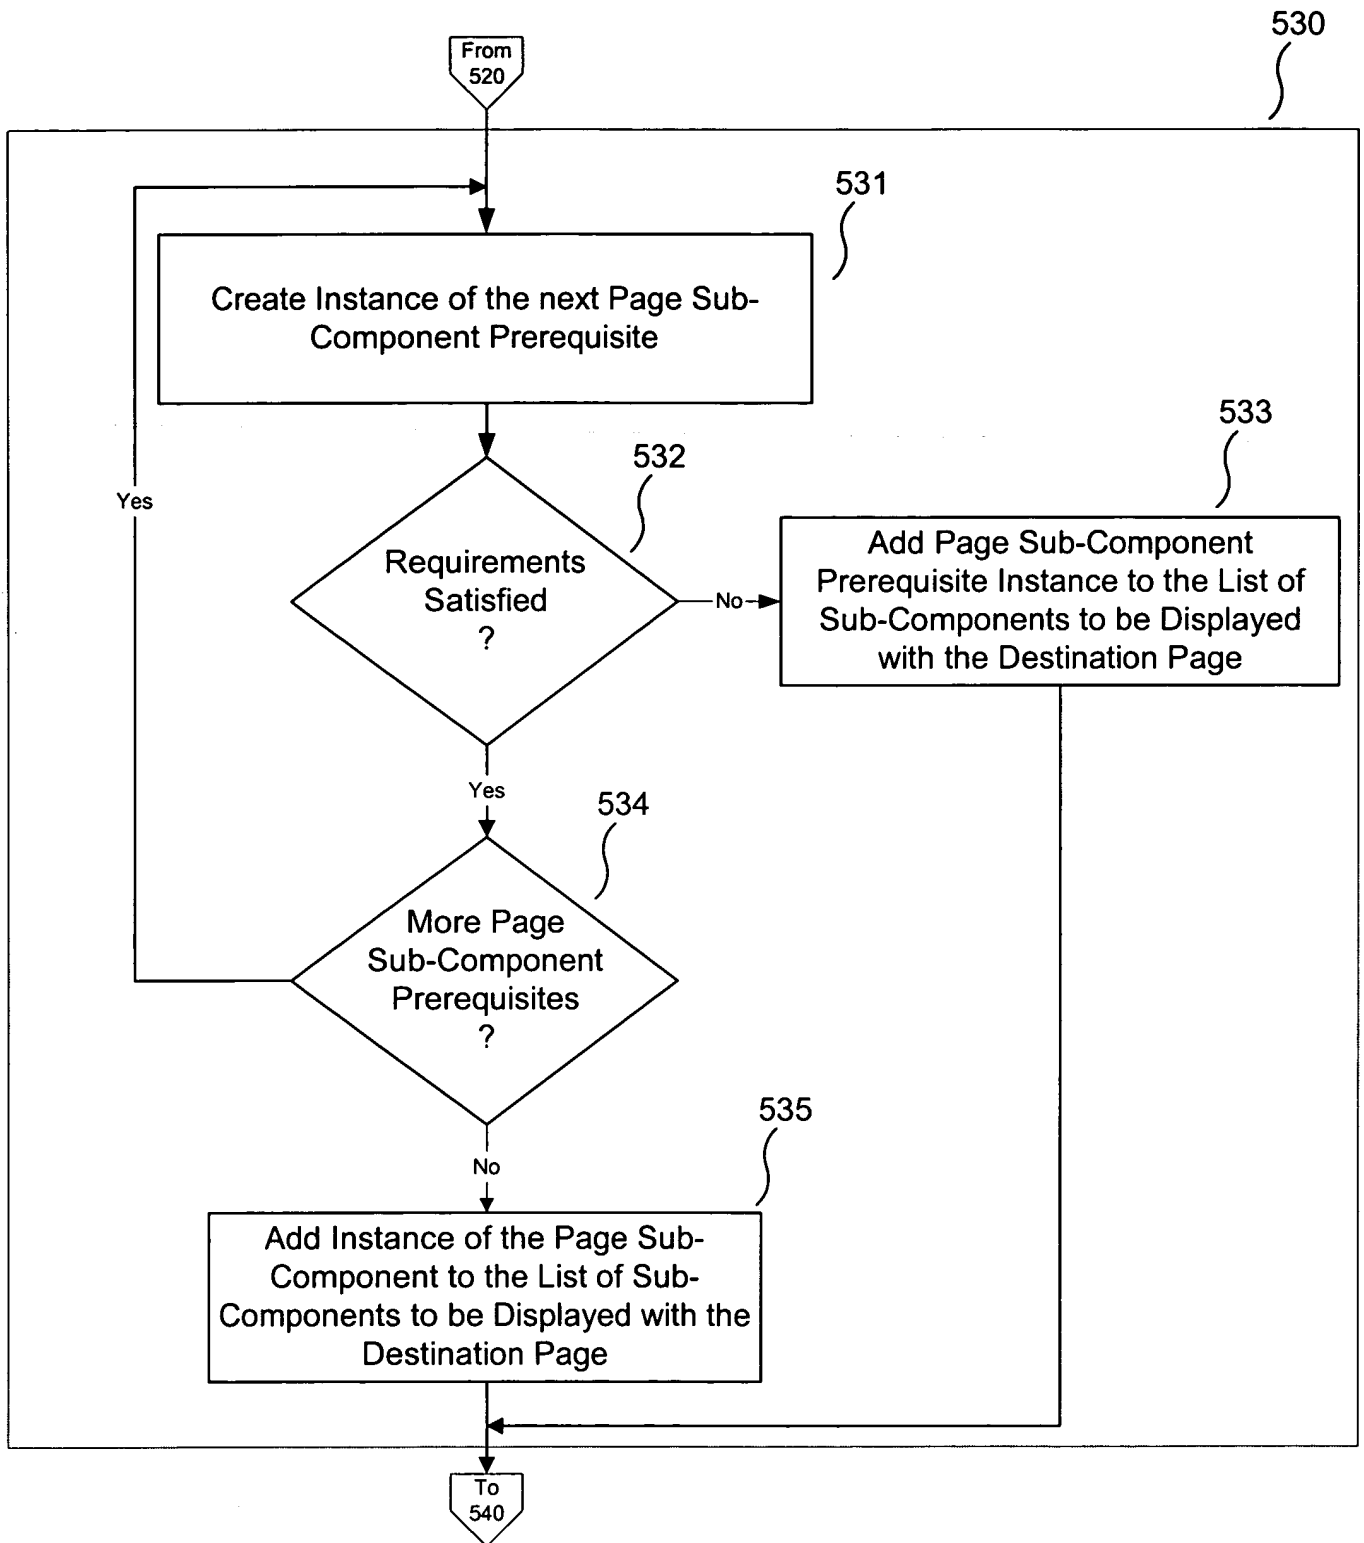 530
From
520
531
Create Instance of the next Page Sub-
Component Prerequisite
532
533
Yes
Requirements
Satisfied
?
No
Add Page Sub-Component
Prerequisite Instance to the List of
Sub-Components to be Displayed
with the Destination Page
Yes
534
More Page
Sub-Component
Prerequisites
?
535
No
Add Instance of the Page Sub-
Component to the List of Sub-
Components to be Displayed with the
Destination Page
To
540